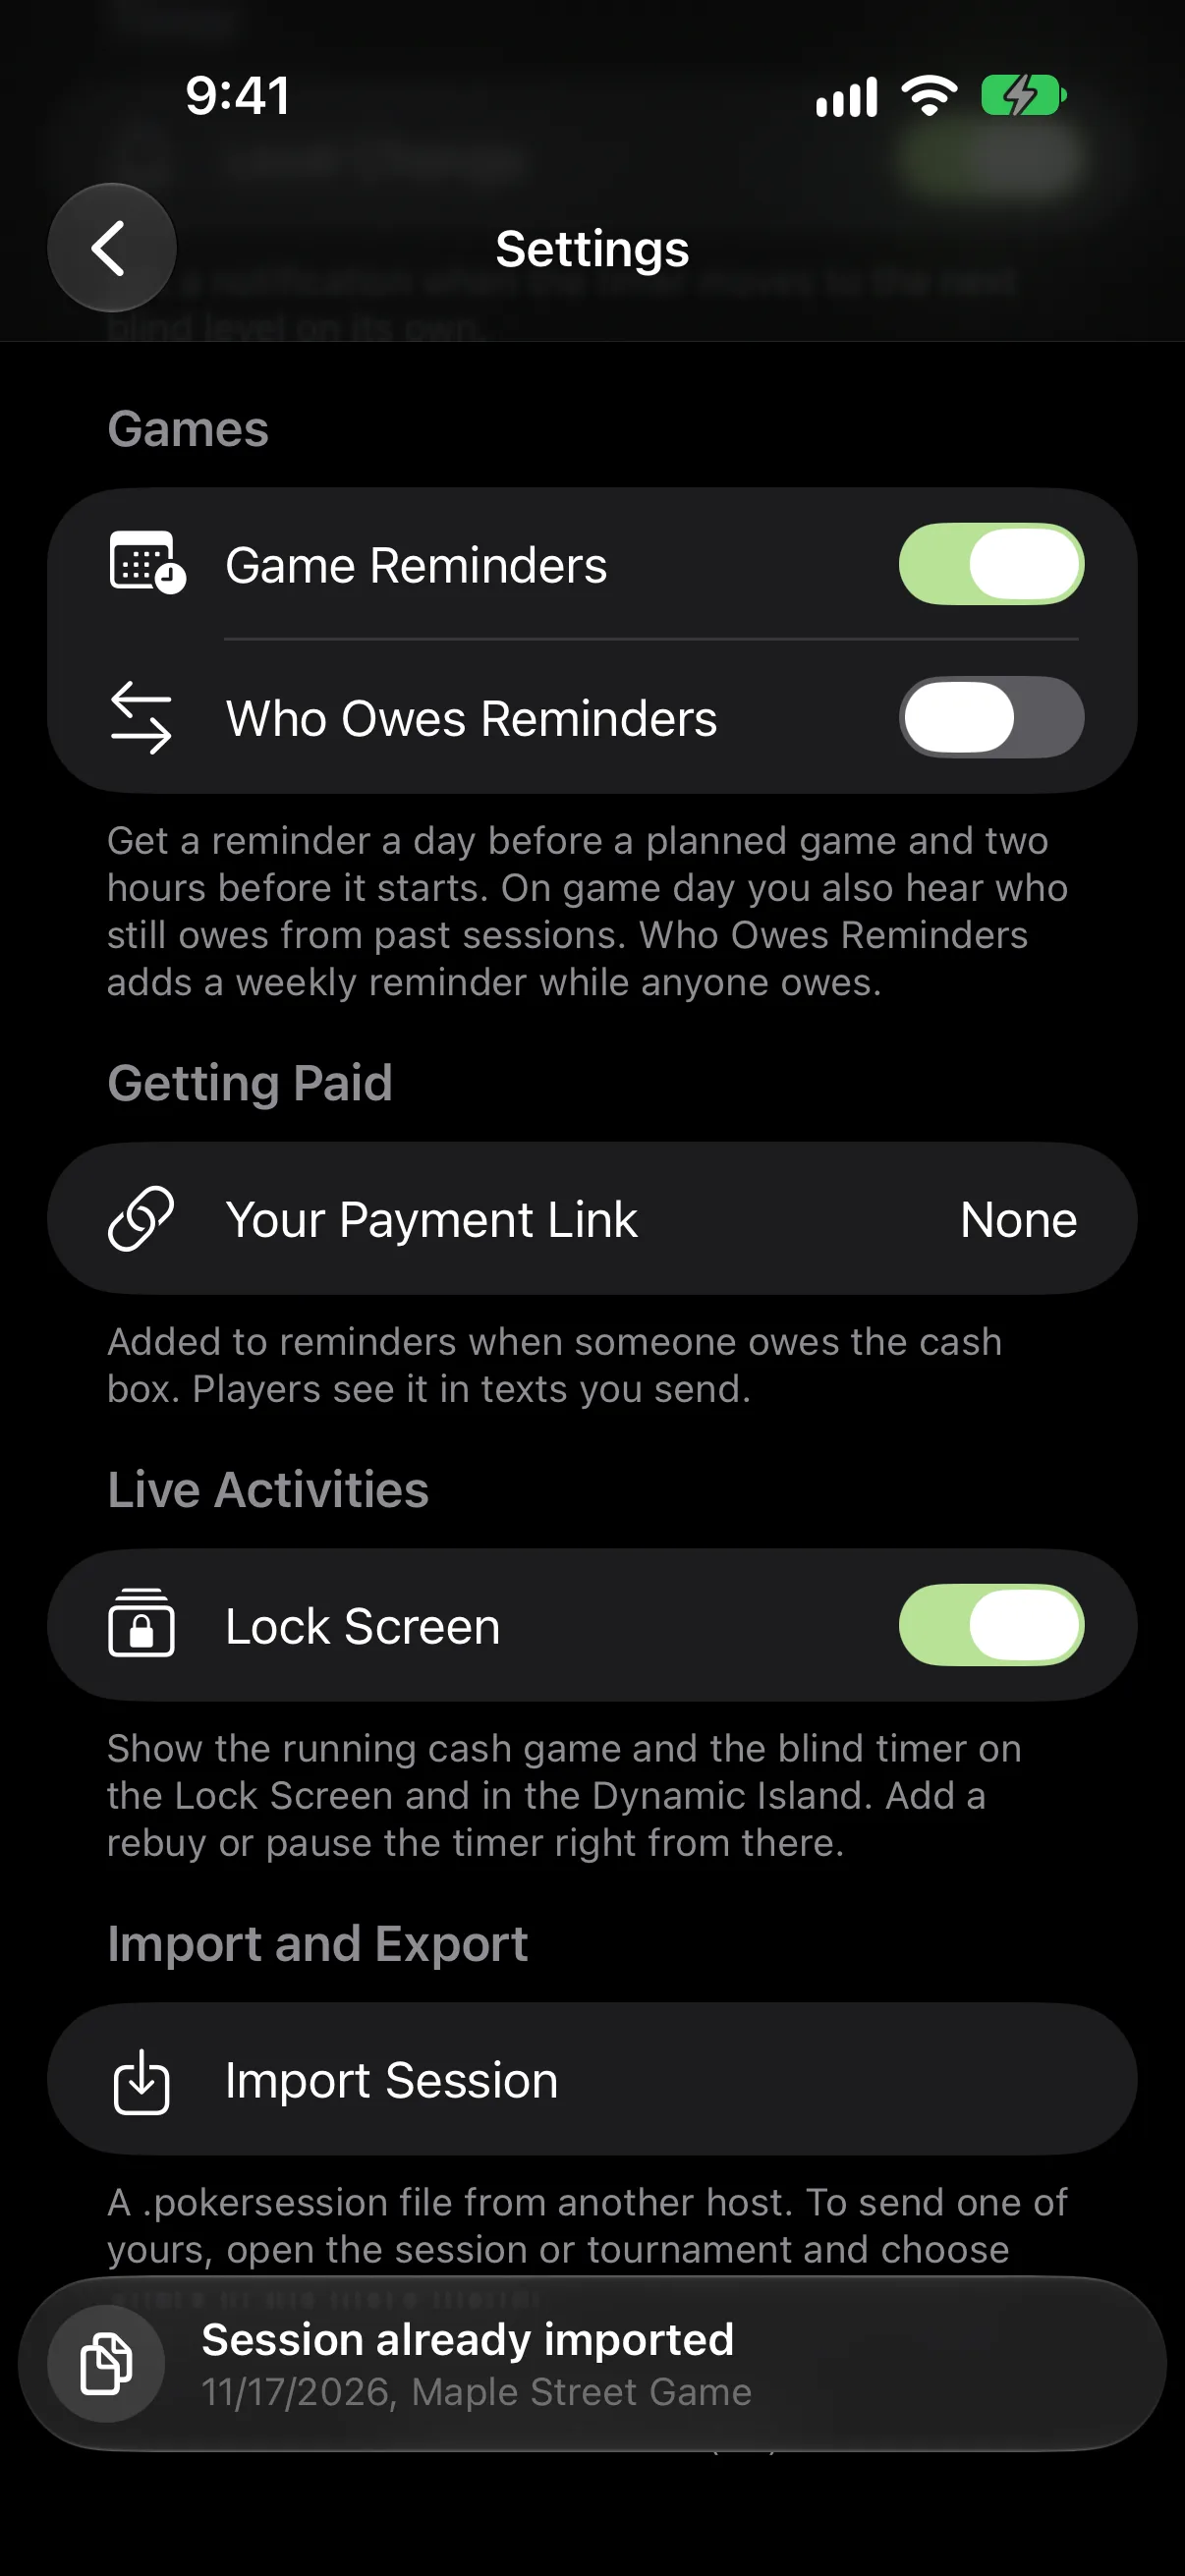 9:41
Settings
blind level on its own.
Games
Game Reminders
Who Owes Reminders
Get a reminder a day before a planned game and two
hours before it starts. On game day you also hear who
still owes from past sessions. Who Owes Reminders
adds a weekly reminder while anyone owes.
Getting Paid
Your Payment Link
None
Added to reminders when someone owes the cash
box. Players see it in texts you send.
Live Activities
Lock Screen
Show the running cash game and the blind timer on
the Lock Screen and in the Dynamic Island. Add a
rebuy or pause the timer right from there.
Import and Export
Import Session
A .pokersession file from another host. To send one of
yours, open the session or tournament and choose
Session already imported
11/17/2026, Maple Street Game